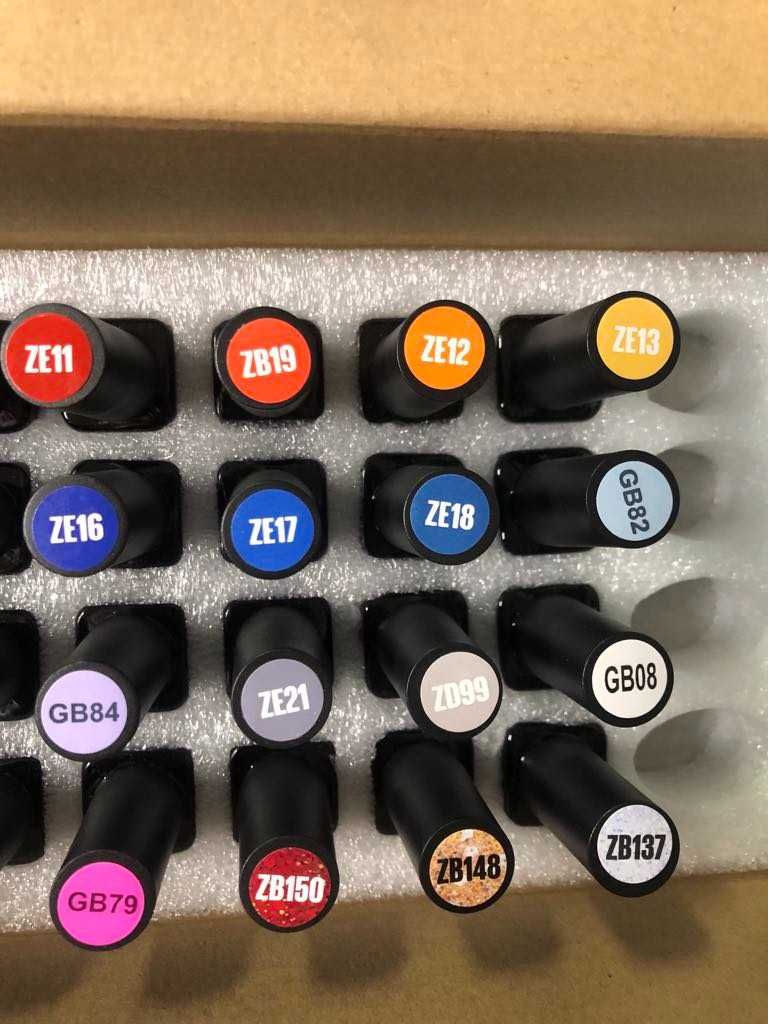 ZE11
ZB19
ZE12
ZE13
ZE16
ZE17
ZE18
GB82
GB84
ZE21
ZD99
GB08
GB79
ZB150
ZB148
ZB137